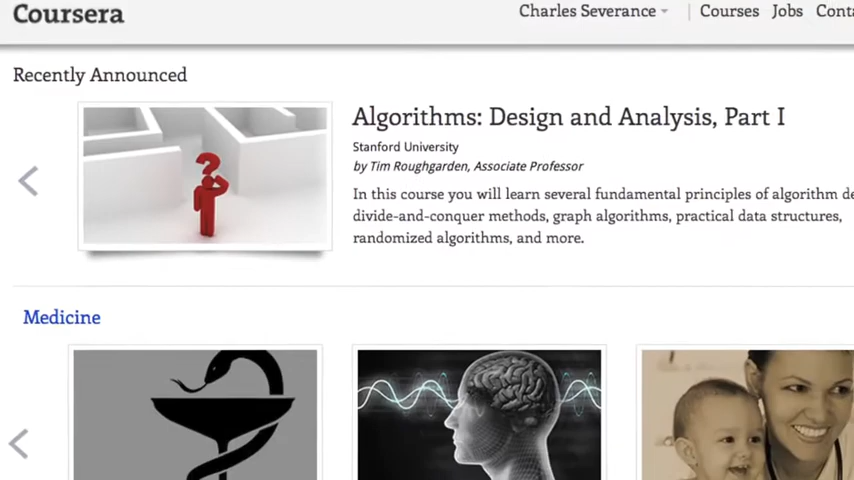 Coursera
Charles Severance | Courses Jobs
Recently Announced
Algorithms: Design and Analysis, Part I
Stanford University
by Tim Roughgarden, Associate Professor
In this course you will learn several fundamental principles of algorithm
divide-and-conquer methods, graph algorithms, practical data structures,
randomized algorithms, and more.
Medicine